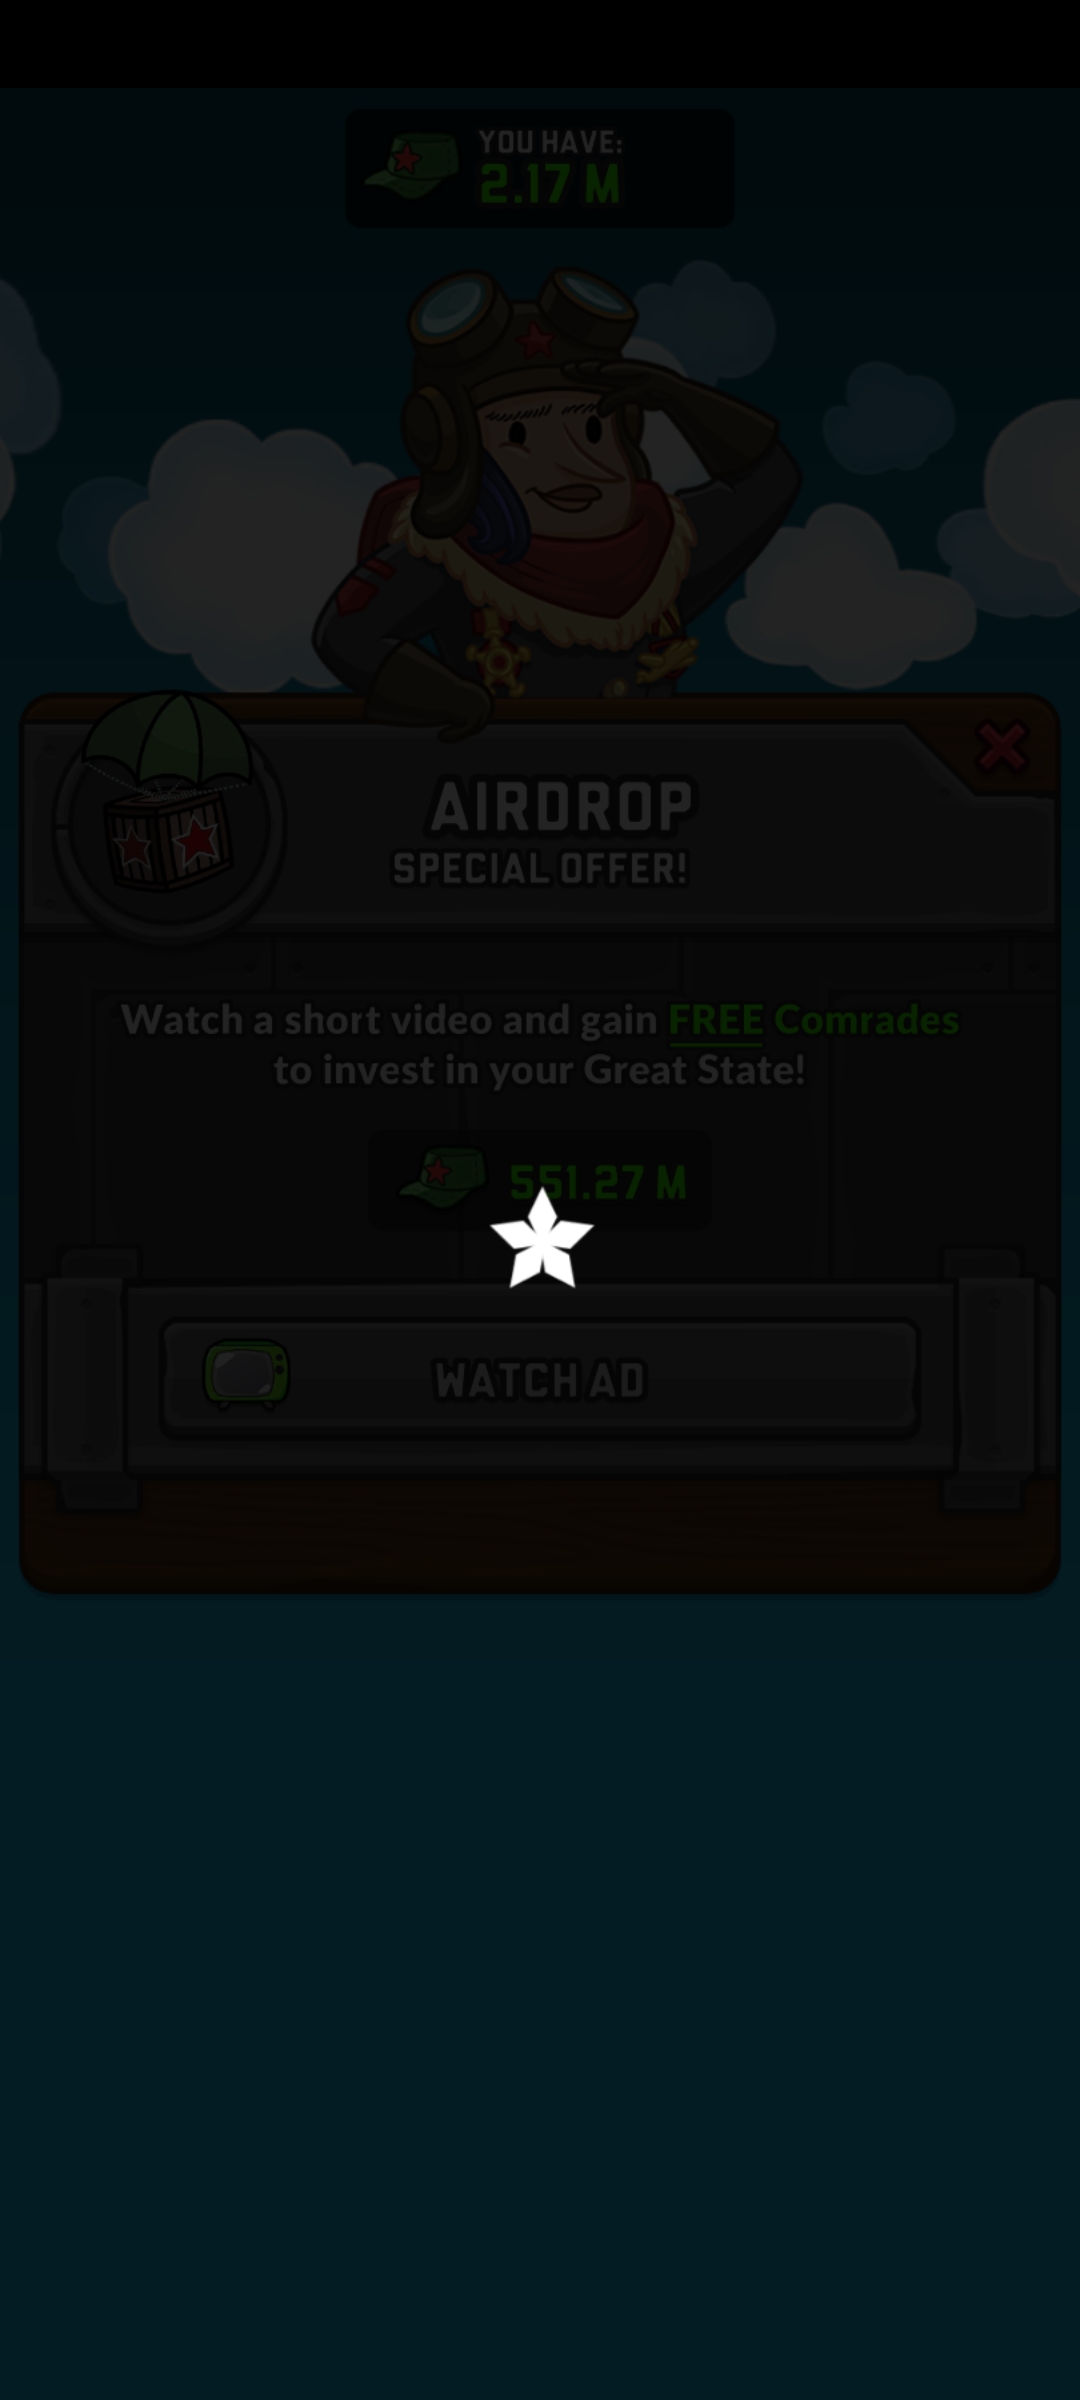 YOU HAVE:
2.17 M
AIRDROP
SPECIAL OFFER!
Watch a short video and gain FREE Comrades
to invest in your Great State!
551.27 M
WATCH AD